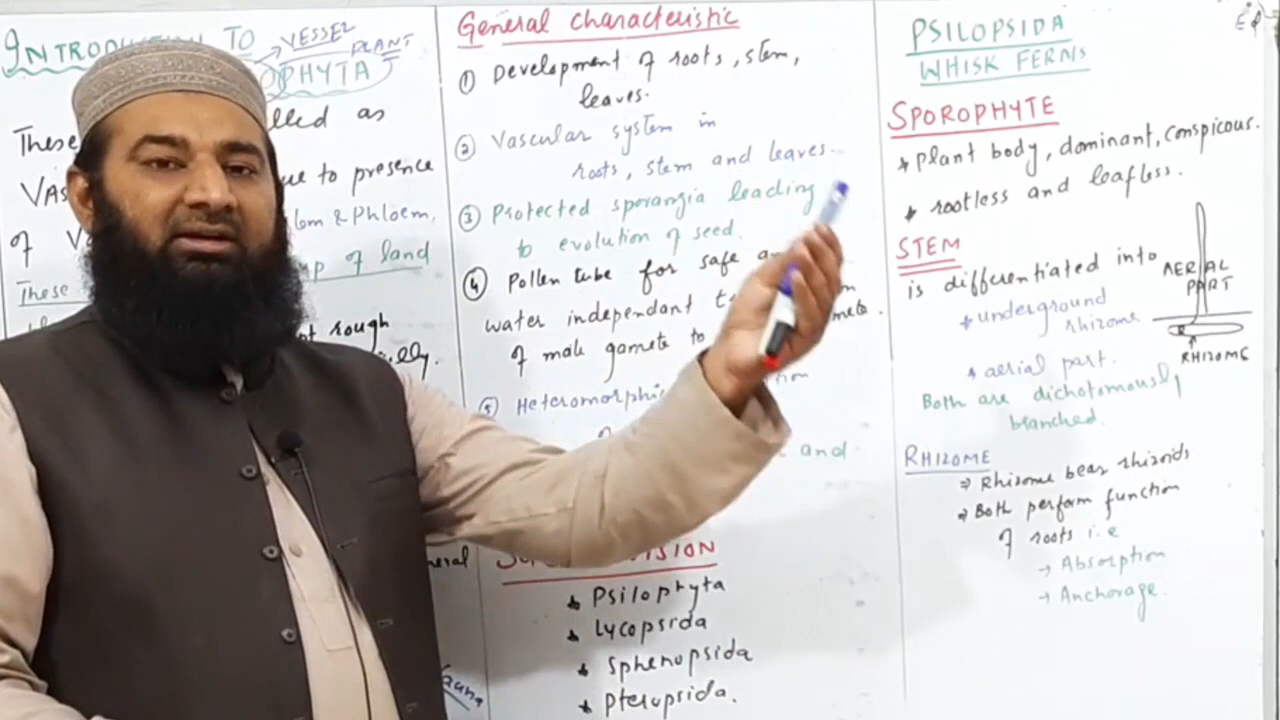 INTRODUCTION TO
VESSEL
PLANT
PHYTA
These lled as
Vas ue to presence
of V lom & Phloem.
These mp of land
ot rough
lly.
General characteristic
① Development of roots, stem,
leaves.
② Vascular system in
roots, stem and leaves.
③ Protected sporangia leading
to evolution of seed.
④ Pollen tube for safe a
water independant t
of male gamete to
⑤ Heteromorphi
and
Psilophyta
Lycopsida
Sphenopsida
Pteropsida.
PSILOPSIDA
WHISK FERNS
SPOROPHYTE
plant body, dominant, conspicous.
rootless and leafless.
STEM
is differentiated into
underground
rhizome
aerial part.
Both are dichotomously
branched.
AERIAL
PART
RHIZOME
RHIZOME
⇒ Rhizome bear rhizoids
⇒ Both perform function
of roots i.e
→ Absorption
→ Anchorage.